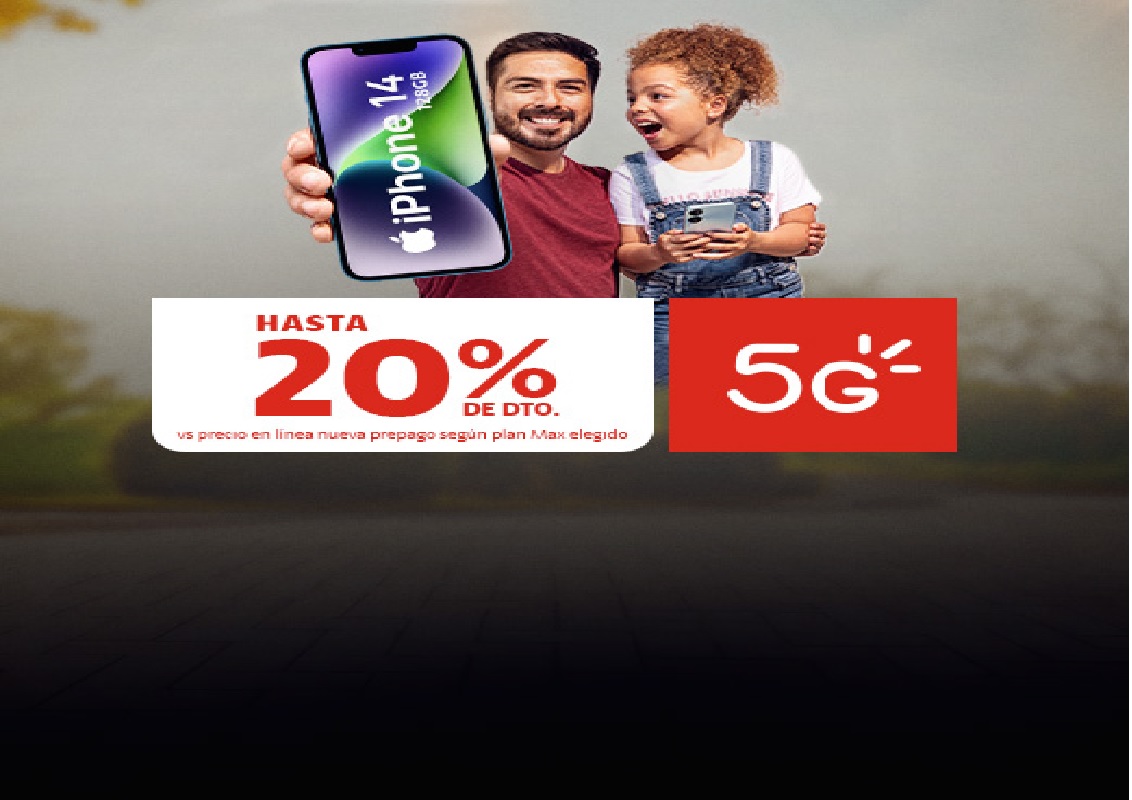 iPhone 14
128GB
HASTA
20%
DE DTO.
vs precio en línea nueva prepago según plan Max elegido
5G